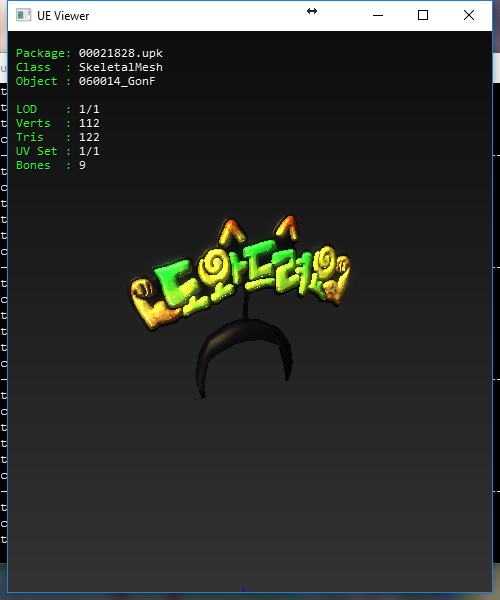 UE Viewer
Package: 00021828.upk
Class : SkeletalMesh
Object : 060014_GonF
LOD : 1/1
Verts : 112
Tris : 122
UV Set : 1/1
Bones : 9
도와드려요